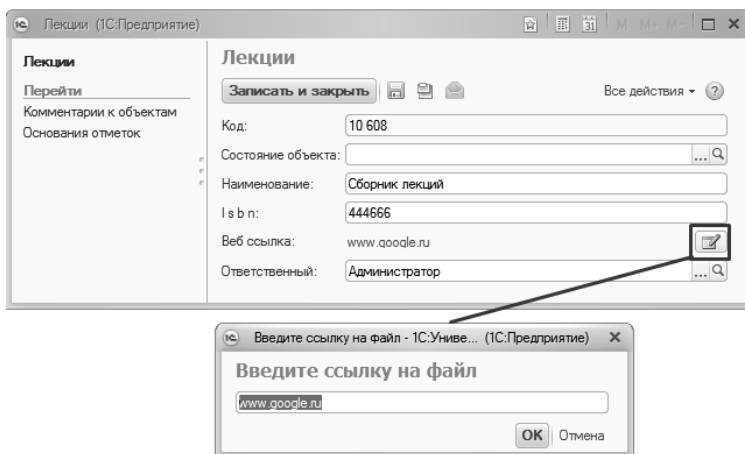 Лекции (1С:Предприятие)
31 M M+ M-
Лекции
Перейти
Комментарии к объектам
Основания отметок
Лекции
Записать и закрыть
Все действия
?
Код: 10 608
Состояние объекта: ...
Наименование: Сборник лекций
I s b n: 444666
Веб ссылка: www.google.ru
Ответственный: Администратор ...
Введите ссылку на файл - 1С:Униве... (1С:Предприятие)
Введите ссылку на файл
www.google.ru
ОК Отмена